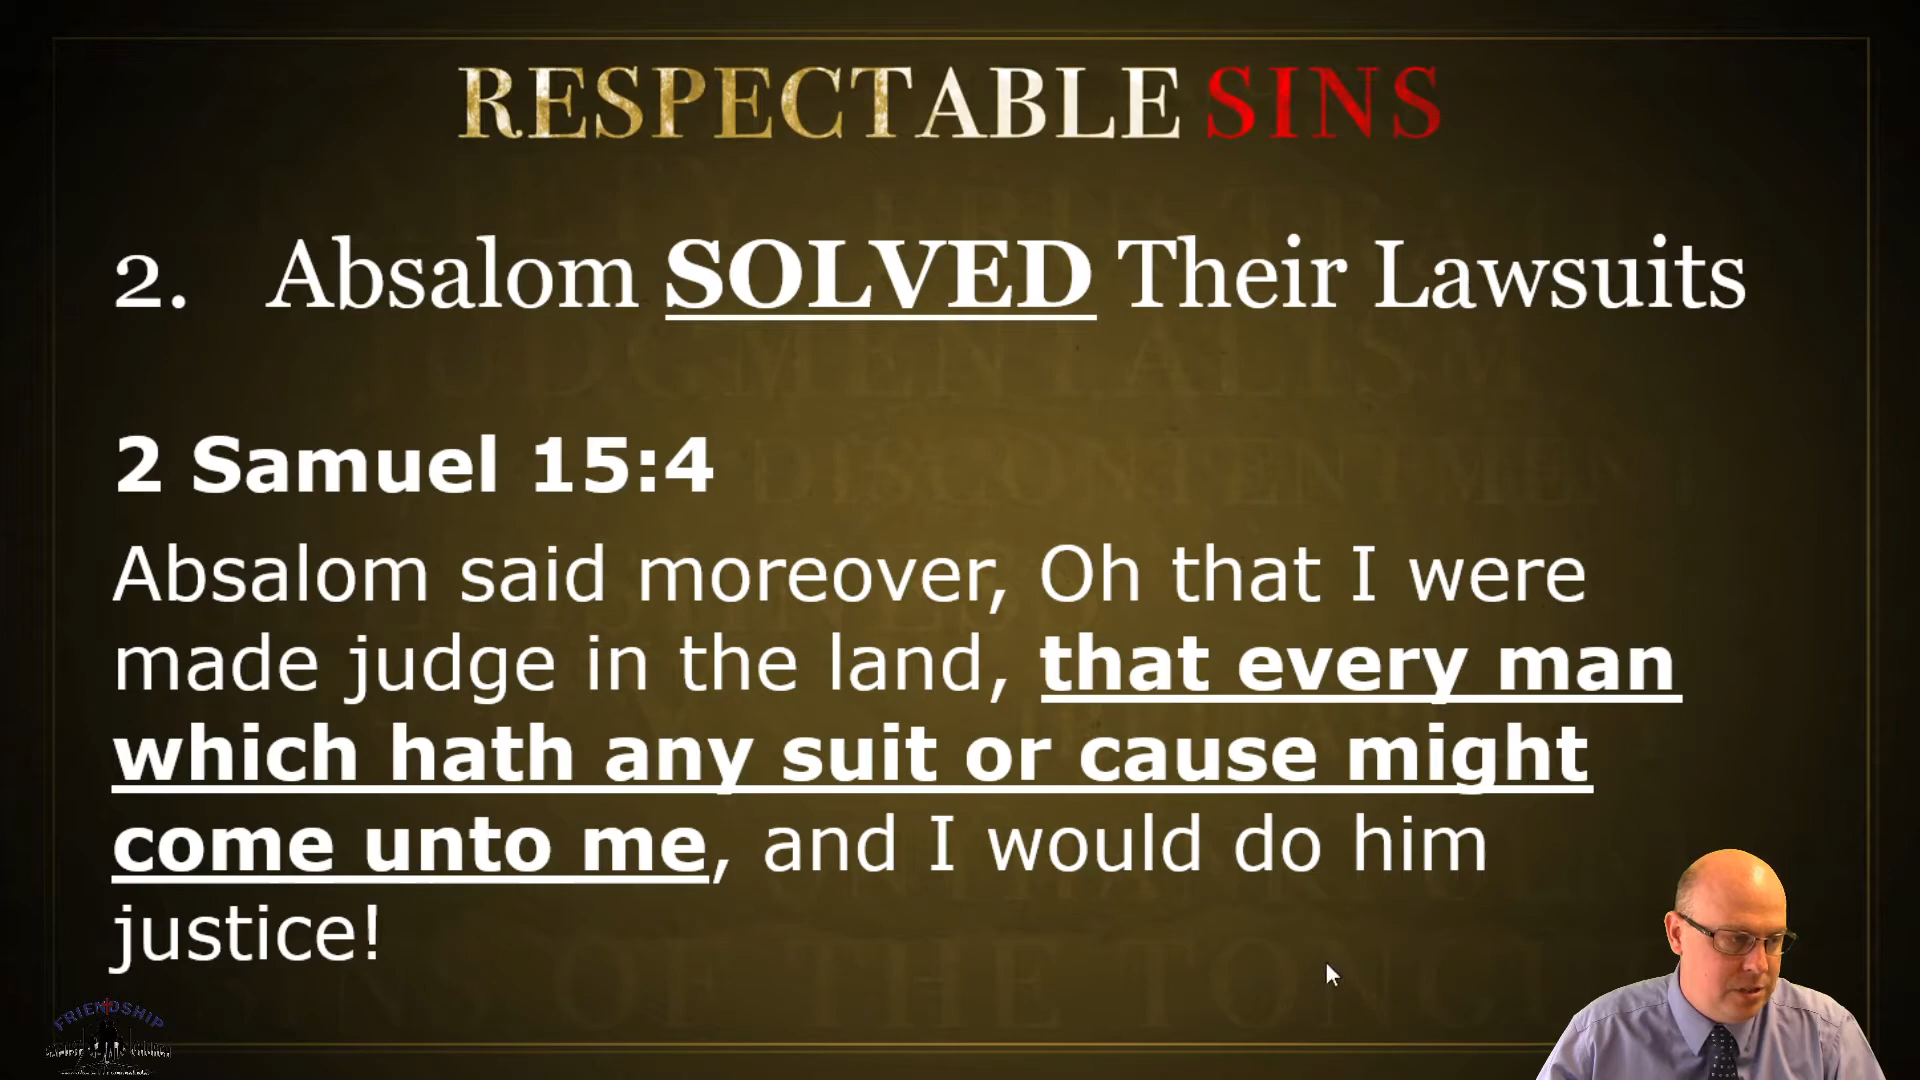 RESPECTABLE SINS
2. Absalom SOLVED Their Lawsuits
2 Samuel 15:4
Absalom said moreover, Oh that I were
made judge in the land, that every man
which hath any suit or cause might
come unto me, and I would do him
justice!
FRIENDSHIP